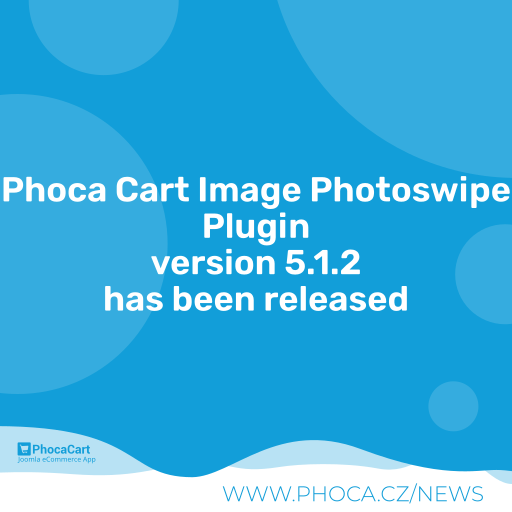 Phoca Cart Image Photoswipe
Plugin
version 5.1.2
has been released
PhocaCart
Joomla eCommerce App
WWW.PHOCA.CZ/NEWS